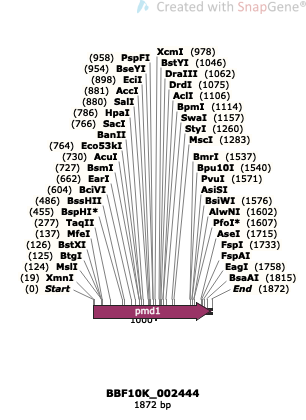 Created with SnapGene®
(958) PspFI
XcmI (978)
(954) BseYI
BstYI (1046)
(898) EciI
DraIII (1062)
(881) AccI
DrdI (1075)
(880) SalI
AclI (1106)
(786) HpaI
BpmI (1114)
(766) SacI
SwaI (1157)
BanII
StyI (1260)
(764) Eco53kI
MscI (1283)
(730) AcuI
BmrI (1537)
(727) BsmI
Bpu10I (1540)
(662) EarI
PvuI (1571)
(604) BciVI
AsiSI
(486) BssHII
BsiWI (1576)
(455) BspHI*
AlwNI (1602)
(277) TaqII
PfoI* (1607)
(137) MfeI
AseI (1715)
(126) BstXI
FspI (1733)
(125) BtgI
FspAI
(124) MslI
EagI (1758)
(19) XmnI
BsaAI (1815)
(0) Start
End (1872)
pmd1
1000
BBF10K_002444
1872 bp